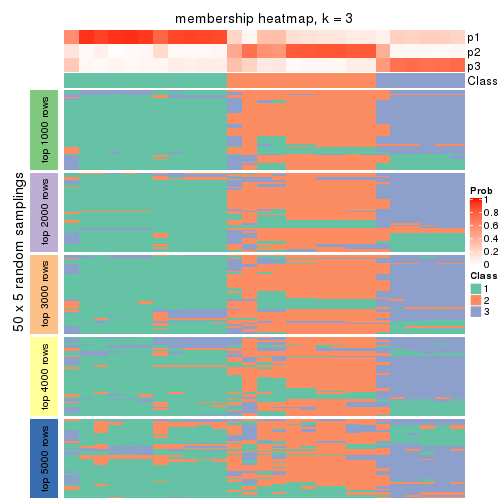 membership heatmap, k = 3
p1
p2
p3
Class
50 x 5 random samplings
top 1000 rows
top 2000 rows
top 3000 rows
top 4000 rows
top 5000 rows
Prob
1
0.8
0.6
0.4
0.2
0
Class
1
2
3